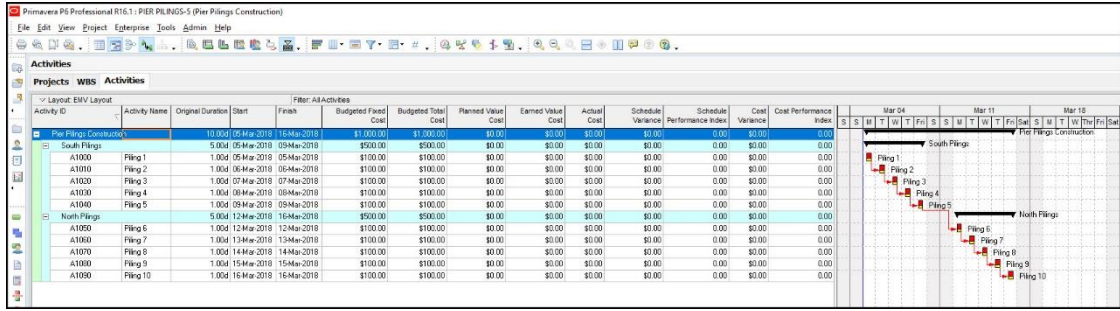 Primavera P6 Professional R16.1 : PIER PILINGS-5 (Pier Pilings Construction)
File Edit View Project Enterprise Tools Admin Help
Activities
Projects WBS Activities
Layout: EMV Layout Filter: All Activities
Activity ID Activity Name Original Duration Start Finish Budgeted Fixed Cost Budgeted Total Cost Planned Value Cost Earned Value Cost Actual Cost Schedule Variance Schedule Performance Index Cost Variance Cost Performance Index Mar 04 Mar 11 Mar 18
S S M T W T Fri S S M T W T Fri Sat S M T W Thr Fri Sat
Pier Pilings Construction 10.00d 05-Mar-2018 16-Mar-2018 $1,000.00 $1,000.00 $0.00 $0.00 $0.00 $0.00 0.00 $0.00 0.00 Pier Pilings Construction
South Pilings 5.00d 05-Mar-2018 09-Mar-2018 $500.00 $500.00 $0.00 $0.00 $0.00 $0.00 0.00 $0.00 0.00 South Pilings
A1000 Piling 1 1.00d 05-Mar-2018 05-Mar-2018 $100.00 $100.00 $0.00 $0.00 $0.00 $0.00 0.00 $0.00 0.00 Piling 1
A1010 Piling 2 1.00d 06-Mar-2018 06-Mar-2018 $100.00 $100.00 $0.00 $0.00 $0.00 $0.00 0.00 $0.00 0.00 Piling 2
A1020 Piling 3 1.00d 07-Mar-2018 07-Mar-2018 $100.00 $100.00 $0.00 $0.00 $0.00 $0.00 0.00 $0.00 0.00 Piling 3
A1030 Piling 4 1.00d 08-Mar-2018 08-Mar-2018 $100.00 $100.00 $0.00 $0.00 $0.00 $0.00 0.00 $0.00 0.00 Piling 4
A1040 Piling 5 1.00d 09-Mar-2018 09-Mar-2018 $100.00 $100.00 $0.00 $0.00 $0.00 $0.00 0.00 $0.00 0.00 Piling 5
North Pilings 5.00d 12-Mar-2018 16-Mar-2018 $500.00 $500.00 $0.00 $0.00 $0.00 $0.00 0.00 $0.00 0.00 North Pilings
A1050 Piling 6 1.00d 12-Mar-2018 12-Mar-2018 $100.00 $100.00 $0.00 $0.00 $0.00 $0.00 0.00 $0.00 0.00 Piling 6
A1060 Piling 7 1.00d 13-Mar-2018 13-Mar-2018 $100.00 $100.00 $0.00 $0.00 $0.00 $0.00 0.00 $0.00 0.00 Piling 7
A1070 Piling 8 1.00d 14-Mar-2018 14-Mar-2018 $100.00 $100.00 $0.00 $0.00 $0.00 $0.00 0.00 $0.00 0.00 Piling 8
A1080 Piling 9 1.00d 15-Mar-2018 15-Mar-2018 $100.00 $100.00 $0.00 $0.00 $0.00 $0.00 0.00 $0.00 0.00 Piling 9
A1090 Piling 10 1.00d 16-Mar-2018 16-Mar-2018 $100.00 $100.00 $0.00 $0.00 $0.00 $0.00 0.00 $0.00 0.00 Piling 10